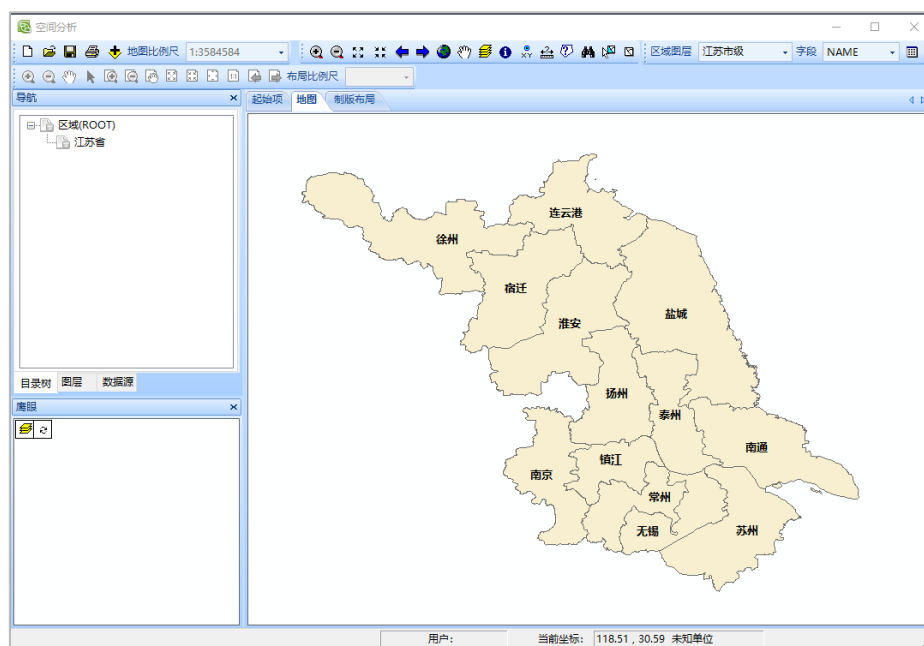 空间分析
地图比例尺 1:3584584 区域图层 江苏市级 字段 NAME
布局比例尺
导航 起始项 地图 制版布局
区域(ROOT)
江苏省
连云港
徐州
宿迁
盐城
淮安
目录树 图层 数据源
扬州
鹰眼
泰州
南通
镇江
南京
常州
无锡
苏州
用户: 当前坐标: 118.51 , 30.59 未知单位